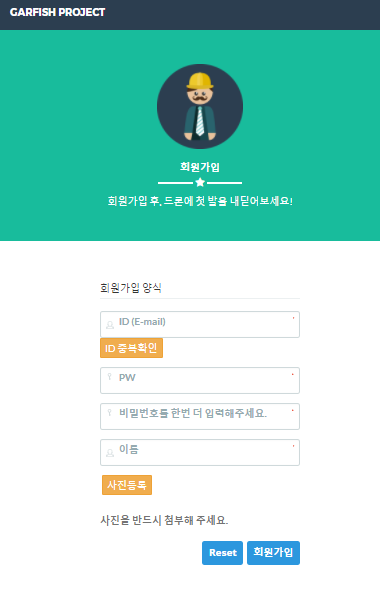 GARFISH PROJECT
회원가입
회원가입 후, 드론에 첫 발을 내딛어보세요!
회원가입 양식
ID (E-mail)
ID 중복확인
PW
비밀번호를 한번 더 입력해주세요.
이름
사진등록
사진을 반드시 첨부해 주세요.
Reset 회원가입